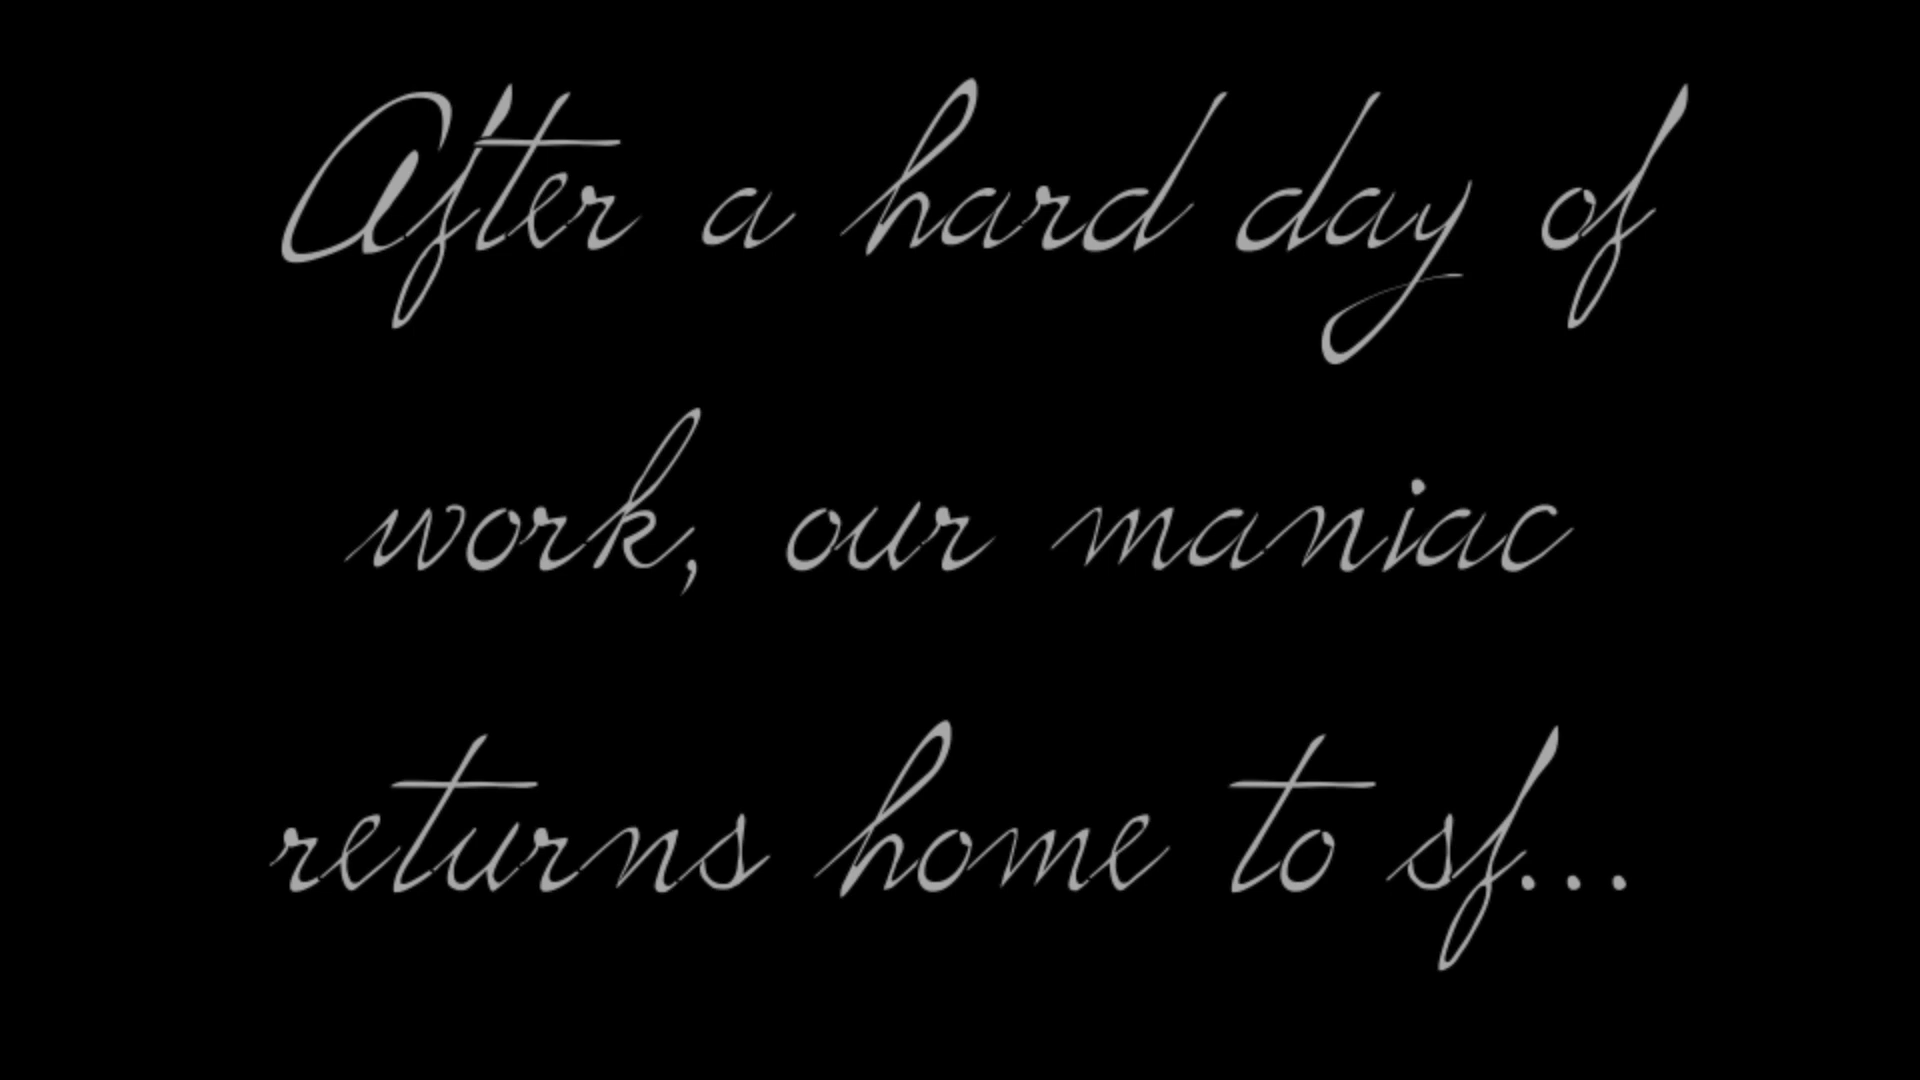 After a hard day of
work, our maniac
returns home to sf...